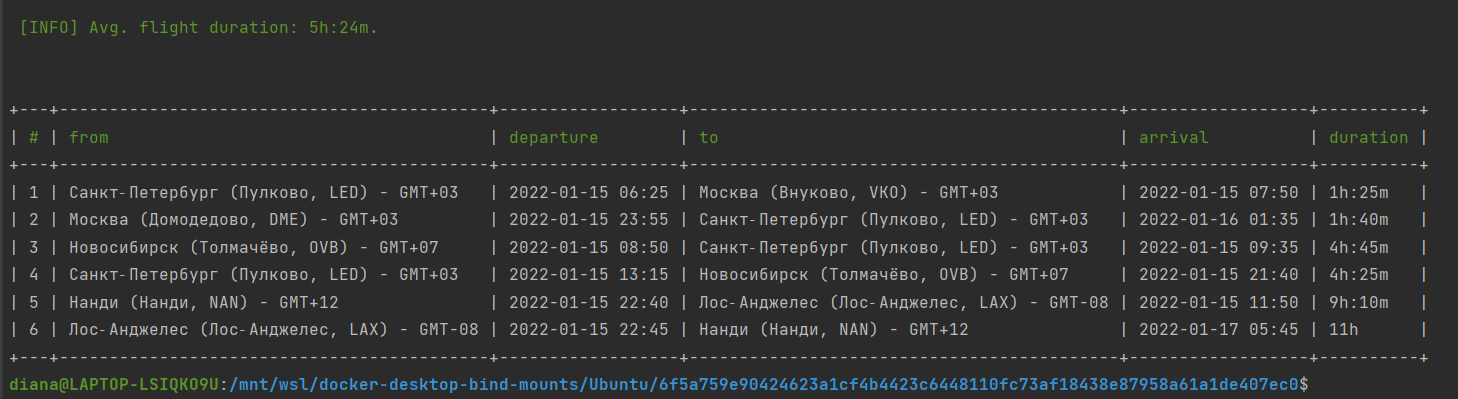 [INFO] Avg. flight duration: 5h:24m.
+---+-------------------------------------------+------------------+-------------------------------------------+------------------+----------+
| # | from                                      | departure        | to                                        | arrival          | duration |
+---+-------------------------------------------+------------------+-------------------------------------------+------------------+----------+
| 1 | Санкт-Петербург (Пулково, LED) - GMT+03   | 2022-01-15 06:25 | Москва (Внуково, VKO) - GMT+03            | 2022-01-15 07:50 | 1h:25m   |
| 2 | Москва (Домодедово, DME) - GMT+03         | 2022-01-15 23:55 | Санкт-Петербург (Пулково, LED) - GMT+03   | 2022-01-16 01:35 | 1h:40m   |
| 3 | Новосибирск (Толмачёво, OVB) - GMT+07     | 2022-01-15 08:50 | Санкт-Петербург (Пулково, LED) - GMT+03   | 2022-01-15 09:35 | 4h:45m   |
| 4 | Санкт-Петербург (Пулково, LED) - GMT+03   | 2022-01-15 13:15 | Новосибирск (Толмачёво, OVB) - GMT+07     | 2022-01-15 21:40 | 4h:25m   |
| 5 | Нанди (Нанди, NAN) - GMT+12               | 2022-01-15 22:40 | Лос-Анджелес (Лос-Анджелес, LAX) - GMT-08 | 2022-01-15 11:50 | 9h:10m   |
| 6 | Лос-Анджелес (Лос-Анджелес, LAX) - GMT-08 | 2022-01-15 22:45 | Нанди (Нанди, NAN) - GMT+12               | 2022-01-17 05:45 | 11h      |
+---+-------------------------------------------+------------------+-------------------------------------------+------------------+----------+
diana@LAPTOP-LSIQKO9U:/mnt/wsl/docker-desktop-bind-mounts/Ubuntu/6f5a759e90424623a1cf4b4423c6448110fc73af18438e87958a61a1de407ec0$